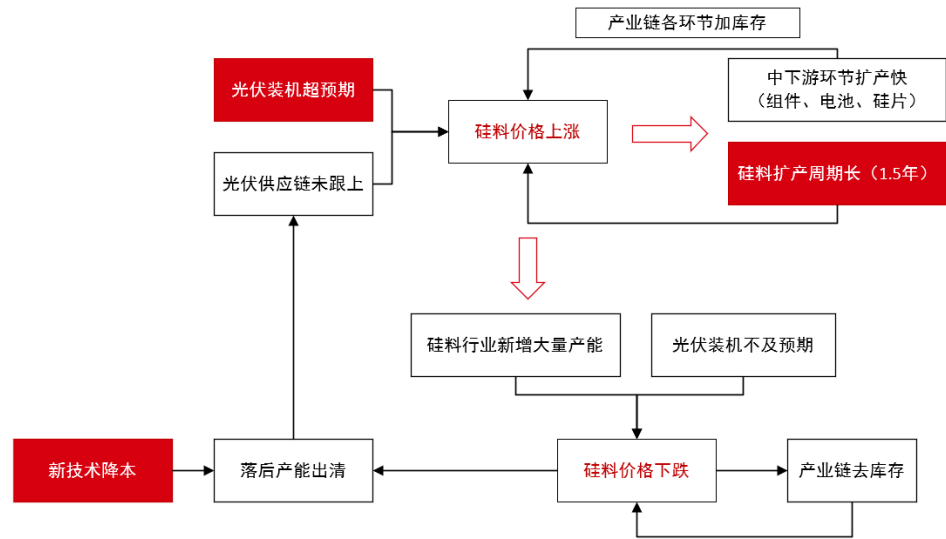 产业链各环节加库存
光伏装机超预期
中下游环节扩产快
（组件、电池、硅片）
硅料价格上涨
硅料扩产周期长（1.5年）
光伏供应链未跟上
硅料行业新增大量产能
光伏装机不及预期
新技术降本
落后产能出清
硅料价格下跌
产业链去库存